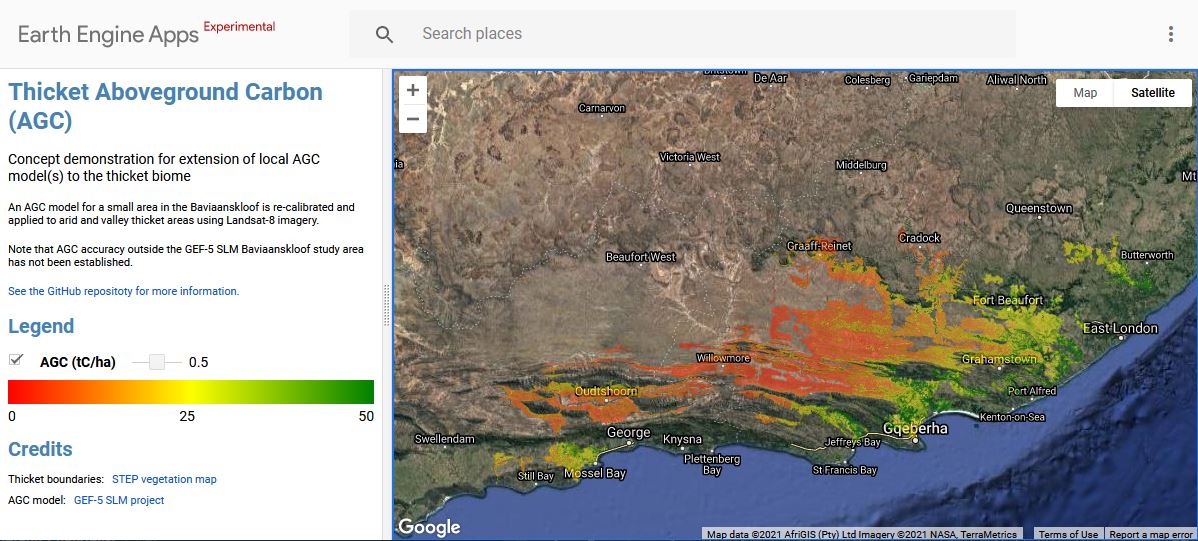 Earth Engine Apps Experimental
Search places
Thicket Aboveground Carbon
(AGC)
Concept demonstration for extension of local AGC
model(s) to the thicket biome
An AGC model for a small area in the Baviaanskloof is re-calibrated and
applied to arid and valley thicket areas using Landsat-8 imagery.
Note that AGC accuracy outside the GEF-5 SLM Baviaanskloof study area
has not been established.
See the GitHub repositoty for more information.
Legend
AGC (tC/ha) 0.5
0 25 50
Credits
Thicket boundaries: STEP vegetation map
AGC model: GEF-5 SLM project
+
−
Map Satellite
Britstown
De Aar
Colesberg
Gariepdam
Aliwal North
Carnarvon
Victoria West
Middelburg
ia
Mt
Queenstown
Cradock
Graaff-Reinet
Beaufort West
Butterworth
Fort Beaufort
East London
Willowmore
Grahamstown
Oudtshoorn
Port Alfred
Kenton-on-Sea
Gqeberha
George
Knysna
Swellendam
Jeffreys Bay
Plettenberg
Bay
St Francis Bay
Still Bay
Mossel Bay
Google
Map data ©2021 AfriGIS (Pty) Ltd Imagery ©2021 NASA, TerraMetrics
Terms of Use
Report a map error